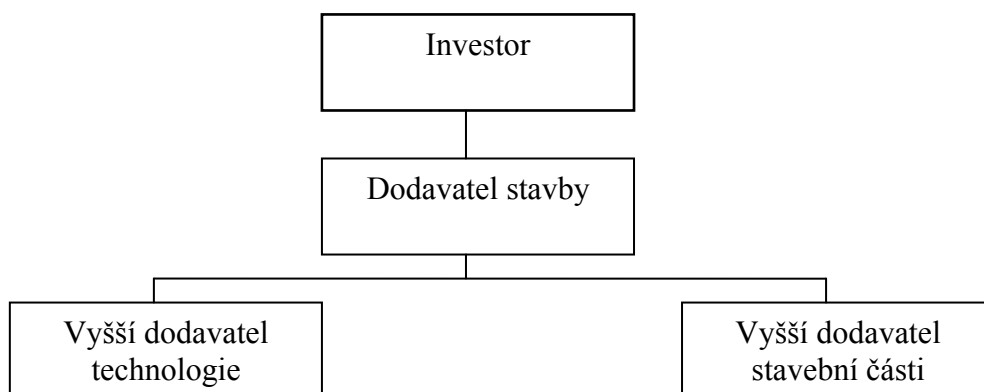 Investor
Dodavatel stavby
Vyšší dodavatel
technologie
Vyšší dodavatel
stavební části